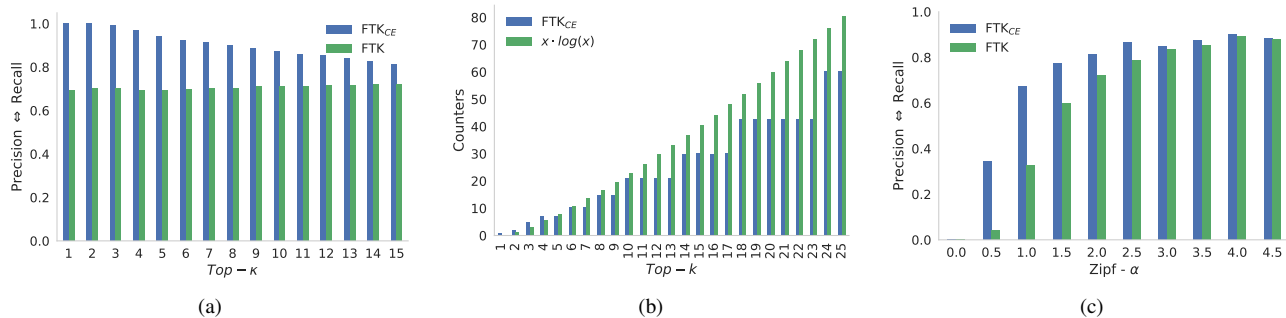 1.0
0.8
0.6
0.4
0.2
0.0
Precision ⇔ Recall
FTK_CE
FTK
1 2 3 4 5 6 7 8 9 10 11 12 13 14 15
Top − κ
(a)
80
60
40
30
20
10
0
Counters
FTK_CE
x · log(x)
1 2 3 4 5 6 7 8 9 10 11 12 13 14 15 16 17 18 19 20 21 22 23 24 25
Top − k
(b)
1.0
0.8
0.6
0.4
0.2
0.0
Precision ⇔ Recall
FTK_CE
FTK
0.0 0.5 1.0 1.5 2.0 2.5 3.0 3.5 4.0 4.5
Zipf - α
(c)